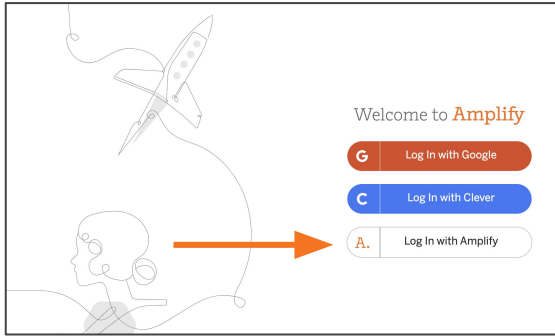 Welcome to Amplify
G Log In with Google
C Log In with Clever
A. Log In with Amplify